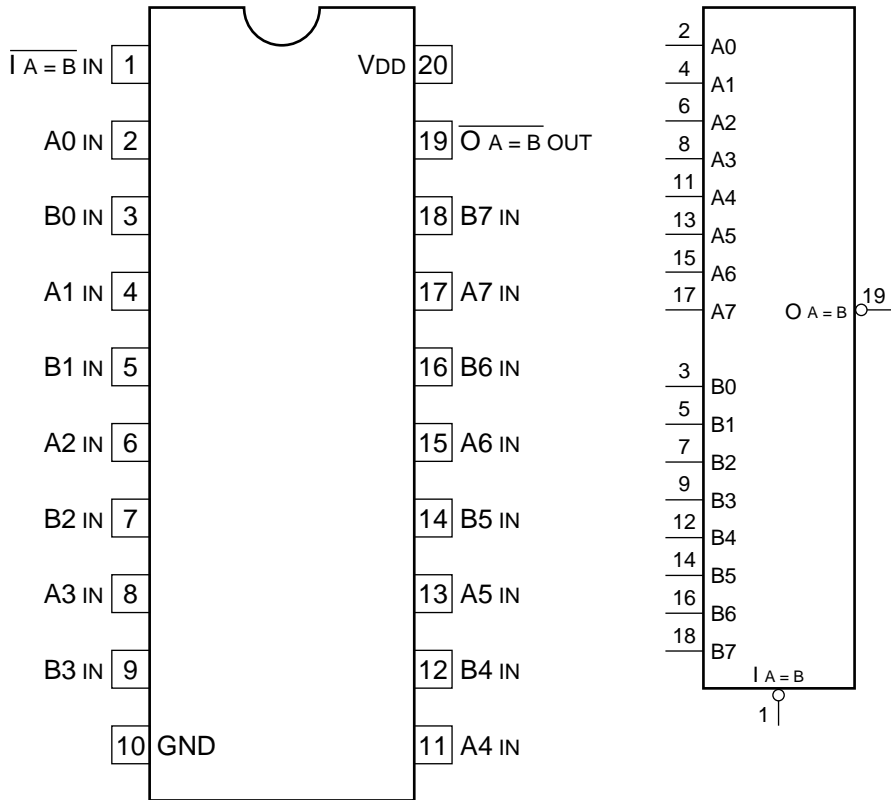 I A = B IN 1
VDD 20
A0 IN 2
19 O A = B OUT
B0 IN 3
18 B7 IN
A1 IN 4
17 A7 IN
B1 IN 5
16 B6 IN
A2 IN 6
15 A6 IN
B2 IN 7
14 B5 IN
A3 IN 8
13 A5 IN
B3 IN 9
12 B4 IN
10 GND
11 A4 IN
2 A0
4 A1
6 A2
8 A3
11 A4
13 A5
15 A6
17 A7
O A = B 19
3 B0
5 B1
7 B2
9 B3
12 B4
14 B5
16 B6
18 B7
I A = B
1